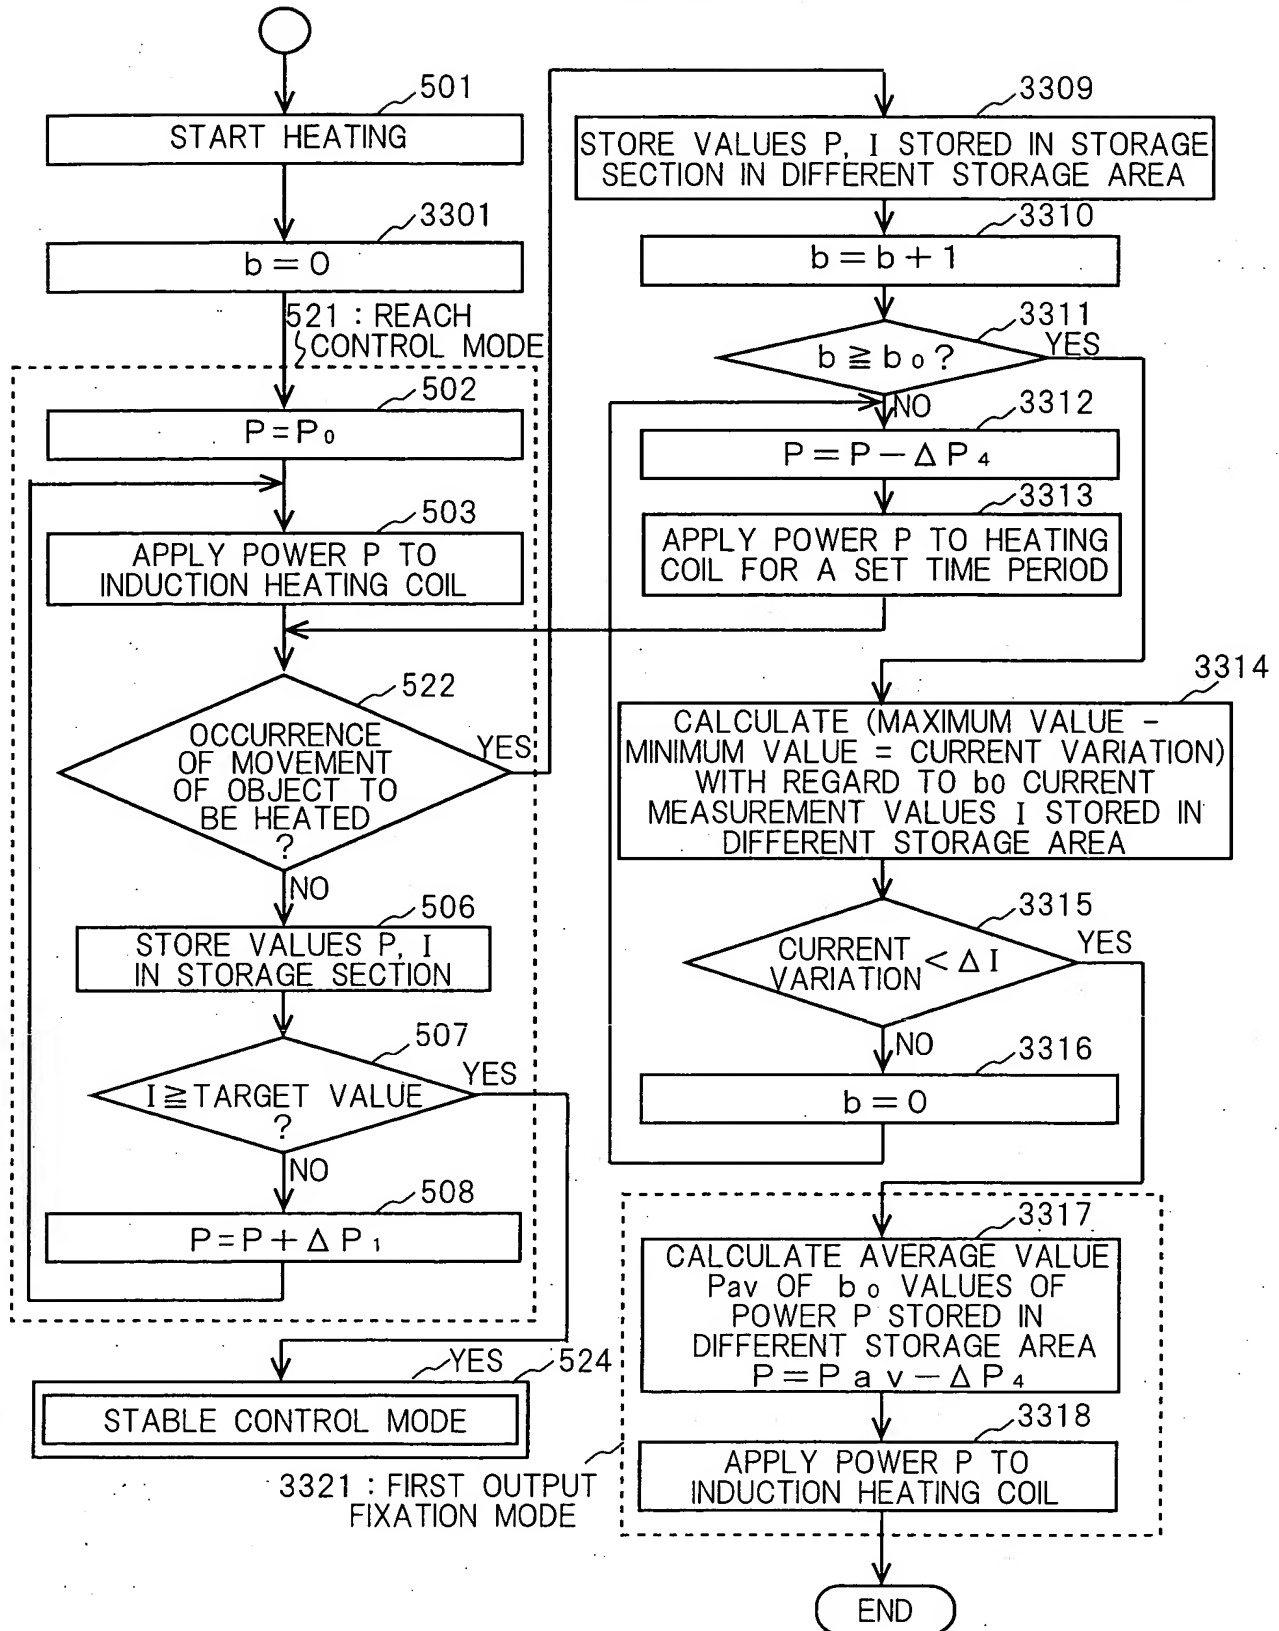 501
START HEATING
3301
b = 0
521 : REACH
CONTROL MODE
502
P = P₀
503
APPLY POWER P TO
INDUCTION HEATING COIL
522
OCCURRENCE
OF MOVEMENT
OF OBJECT TO
BE HEATED
?
YES
NO
506
STORE VALUES P, I
IN STORAGE SECTION
507
I ≧ TARGET VALUE
?
YES
NO
508
P = P + Δ P₁
YES
524
STABLE CONTROL MODE
3309
STORE VALUES P, I STORED IN STORAGE
SECTION IN DIFFERENT STORAGE AREA
3310
b = b + 1
3311
b ≧ b₀ ?
YES
NO
3312
P = P − Δ P₄
3313
APPLY POWER P TO HEATING
COIL FOR A SET TIME PERIOD
3314
CALCULATE (MAXIMUM VALUE -
MINIMUM VALUE = CURRENT VARIATION)
WITH REGARD TO b0 CURRENT
MEASUREMENT VALUES I STORED IN
DIFFERENT STORAGE AREA
3315
CURRENT
VARIATION < Δ I
YES
NO
3316
b = 0
3317
CALCULATE AVERAGE VALUE
Pav OF b₀ VALUES OF
POWER P STORED IN
DIFFERENT STORAGE AREA
P = P a v − Δ P₄
3318
APPLY POWER P TO
INDUCTION HEATING COIL
3321 : FIRST OUTPUT
FIXATION MODE
END